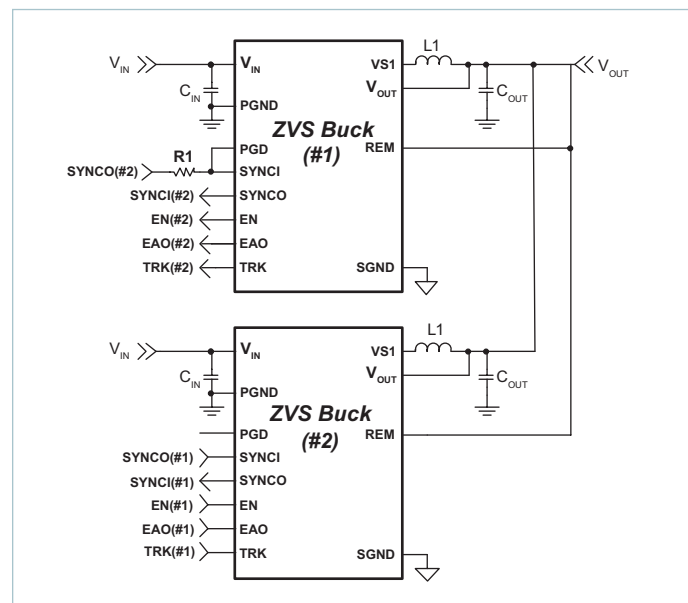 L1
V_IN
V_IN
VS1
V_OUT
V_OUT
C_IN
C_OUT
PGND
ZVS Buck
(#1)
R1
PGD
REM
SYNCO(#2)
SYNCI
SYNCI(#2)
SYNCO
EN(#2)
EN
EAO(#2)
EAO
TRK(#2)
TRK
SGND
L1
V_IN
V_IN
VS1
V_OUT
C_IN
C_OUT
PGND
ZVS Buck
(#2)
PGD
REM
SYNCO(#1)
SYNCI
SYNCI(#1)
SYNCO
EN(#1)
EN
EAO(#1)
EAO
TRK(#1)
TRK
SGND